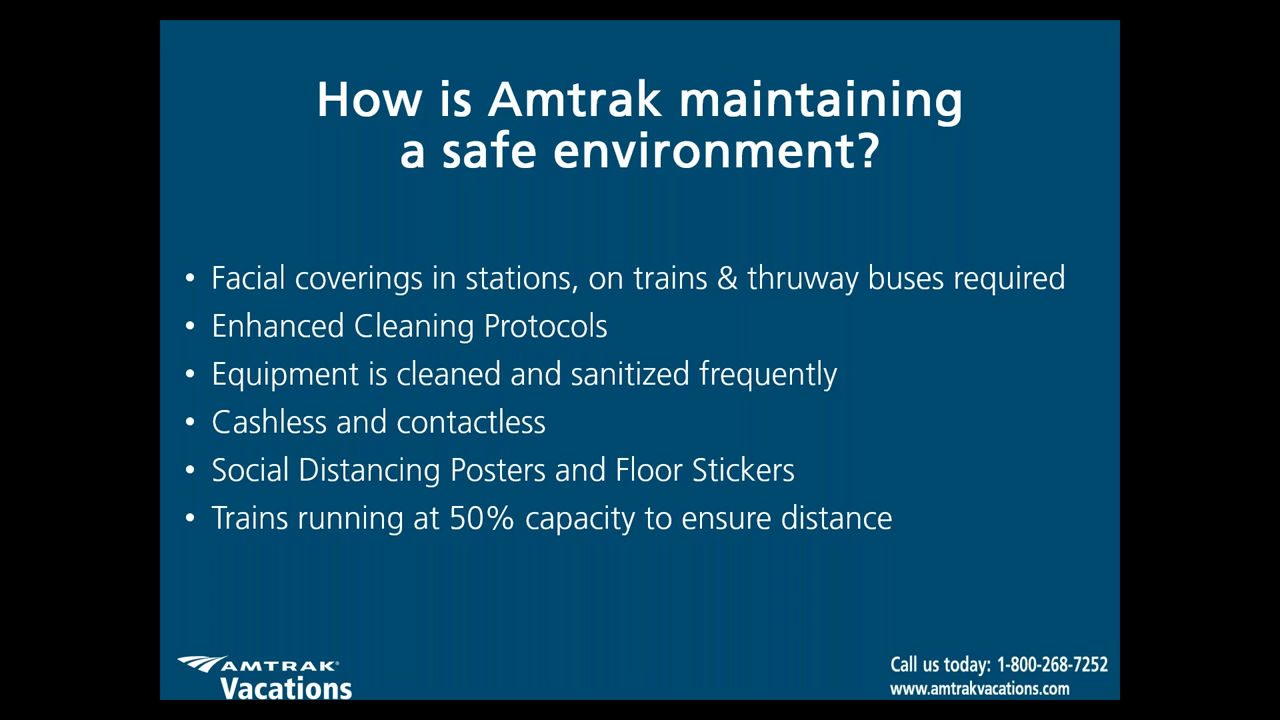 How is Amtrak maintaining
a safe environment?
• Facial coverings in stations, on trains & thruway buses required
• Enhanced Cleaning Protocols
• Equipment is cleaned and sanitized frequently
• Cashless and contactless
• Social Distancing Posters and Floor Stickers
• Trains running at 50% capacity to ensure distance
AMTRAK®
Vacations
Call us today: 1-800-268-7252
www.amtrakvacations.com